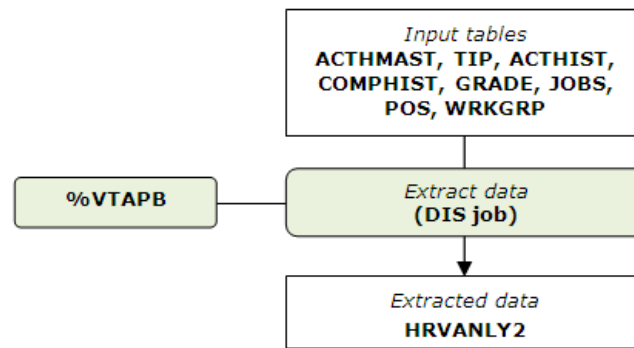 Input tables
ACTHMAST, TIP, ACTHIST,
COMPHIST, GRADE, JOBS,
POS, WRKGRP
%VTAPB
Extract data
(DIS job)
Extracted data
HRVANLY2